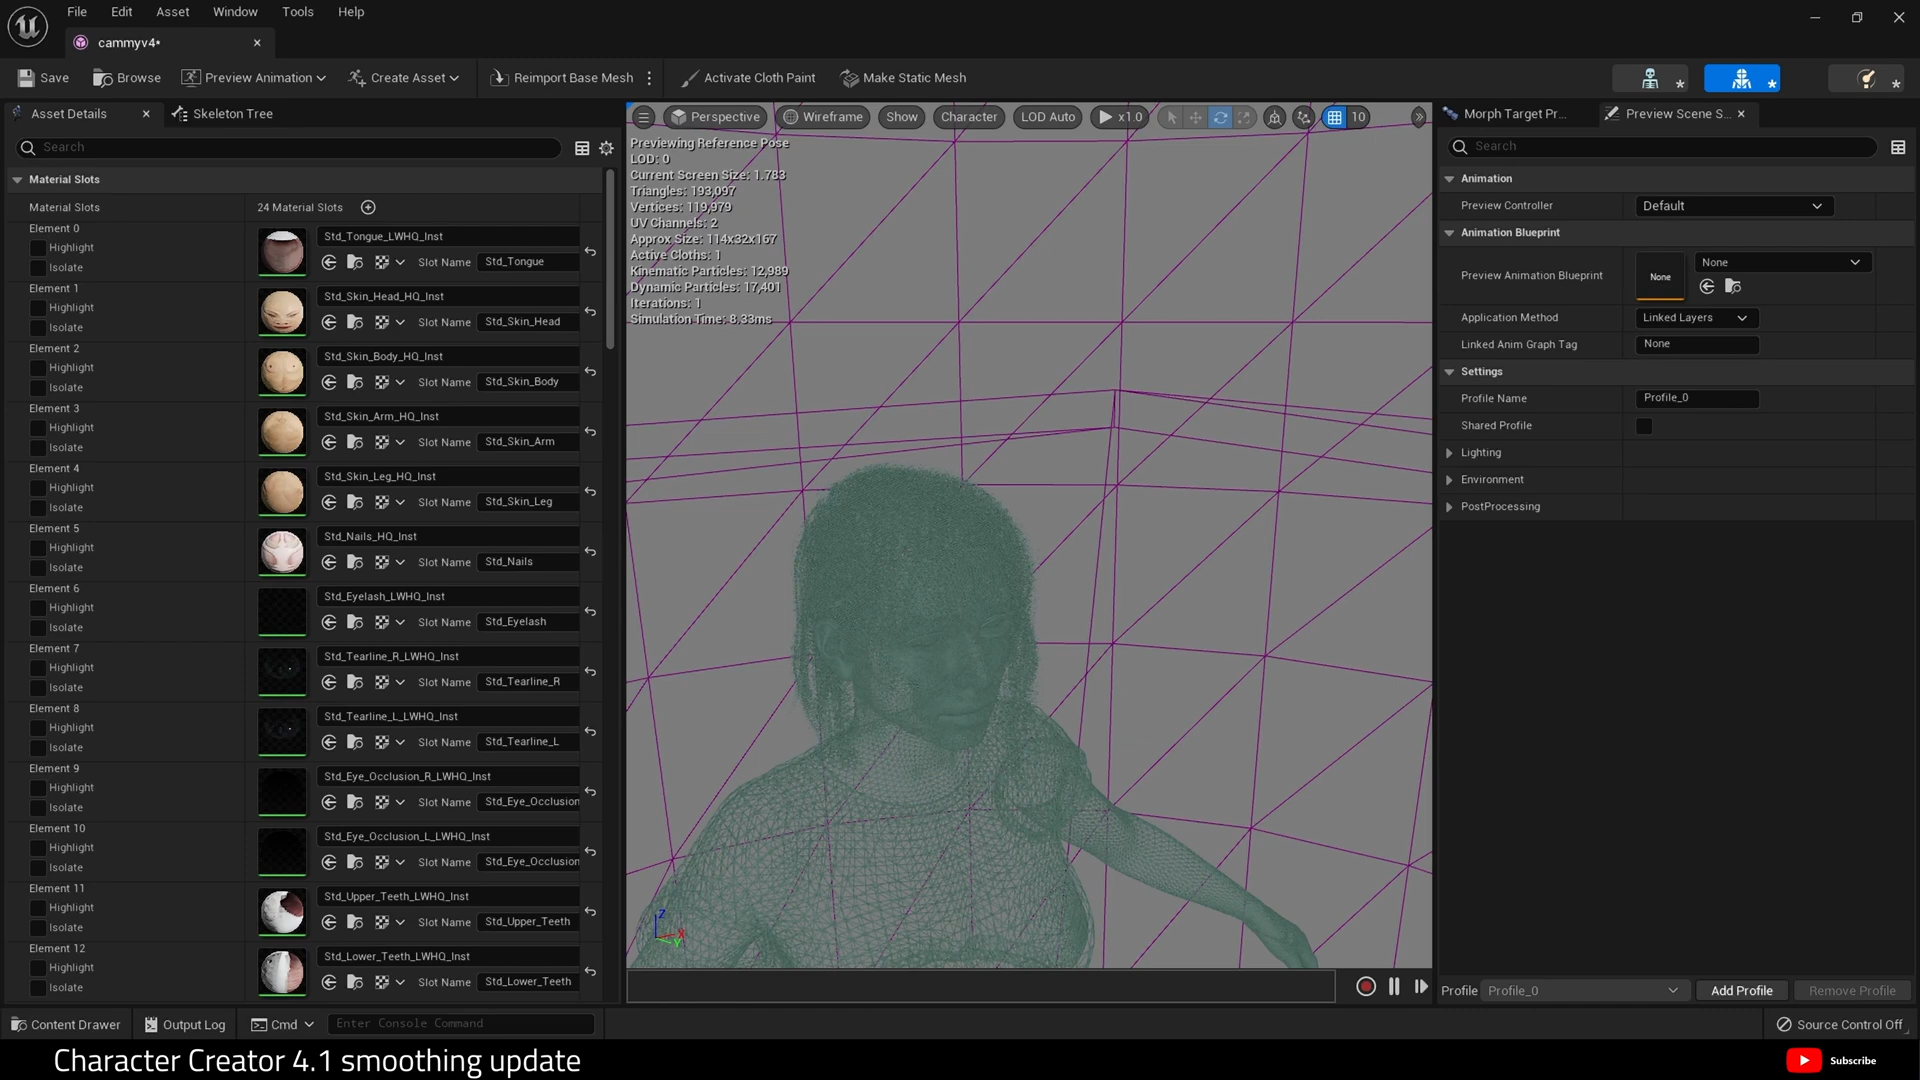 File Edit Asset Window Tools Help
cammyv4*
Save Browse Preview Animation Create Asset Reimport Base Mesh Activate Cloth Paint Make Static Mesh
Asset Details Skeleton Tree
Search
Material Slots
Material Slots 24 Material Slots
Element 0
Highlight
Isolate
Std_Tongue_LWHQ_Inst
Slot Name Std_Tongue
Element 1
Highlight
Isolate
Std_Skin_Head_HQ_Inst
Slot Name Std_Skin_Head
Element 2
Highlight
Isolate
Std_Skin_Body_HQ_Inst
Slot Name Std_Skin_Body
Element 3
Highlight
Isolate
Std_Skin_Arm_HQ_Inst
Slot Name Std_Skin_Arm
Element 4
Highlight
Isolate
Std_Skin_Leg_HQ_Inst
Slot Name Std_Skin_Leg
Element 5
Highlight
Isolate
Std_Nails_HQ_Inst
Slot Name Std_Nails
Element 6
Highlight
Isolate
Std_Eyelash_LWHQ_Inst
Slot Name Std_Eyelash
Element 7
Highlight
Isolate
Std_Tearline_R_LWHQ_Inst
Slot Name Std_Tearline_R
Element 8
Highlight
Isolate
Std_Tearline_L_LWHQ_Inst
Slot Name Std_Tearline_L
Element 9
Highlight
Isolate
Std_Eye_Occlusion_R_LWHQ_Inst
Slot Name Std_Eye_Occlusion
Element 10
Highlight
Isolate
Std_Eye_Occlusion_L_LWHQ_Inst
Slot Name Std_Eye_Occlusion
Element 11
Highlight
Isolate
Std_Upper_Teeth_LWHQ_Inst
Slot Name Std_Upper_Teeth
Element 12
Highlight
Isolate
Std_Lower_Teeth_LWHQ_Inst
Slot Name Std_Lower_Teeth
Perspective Wireframe Show Character LOD Auto x1.0 10
Previewing Reference Pose
LOD: 0
Current Screen Size: 1.783
Triangles: 193,097
Vertices: 119,979
UV Channels: 2
Approx Size: 114x32x167
Active Cloths: 1
Kinematic Particles: 12,989
Dynamic Particles: 17,401
Iterations: 1
Simulation Time: 8.33ms
Z
X
Y
Morph Target Pr... Preview Scene S...
Search
Animation
Preview Controller Default
Animation Blueprint
Preview Animation Blueprint None None
Application Method Linked Layers
Linked Anim Graph Tag None
Settings
Profile Name Profile_0
Shared Profile
Lighting
Environment
PostProcessing
Profile Profile_0 Add Profile Remove Profile
Content Drawer Output Log Cmd Enter Console Command Source Control Off
Character Creator 4.1 smoothing update Subscribe